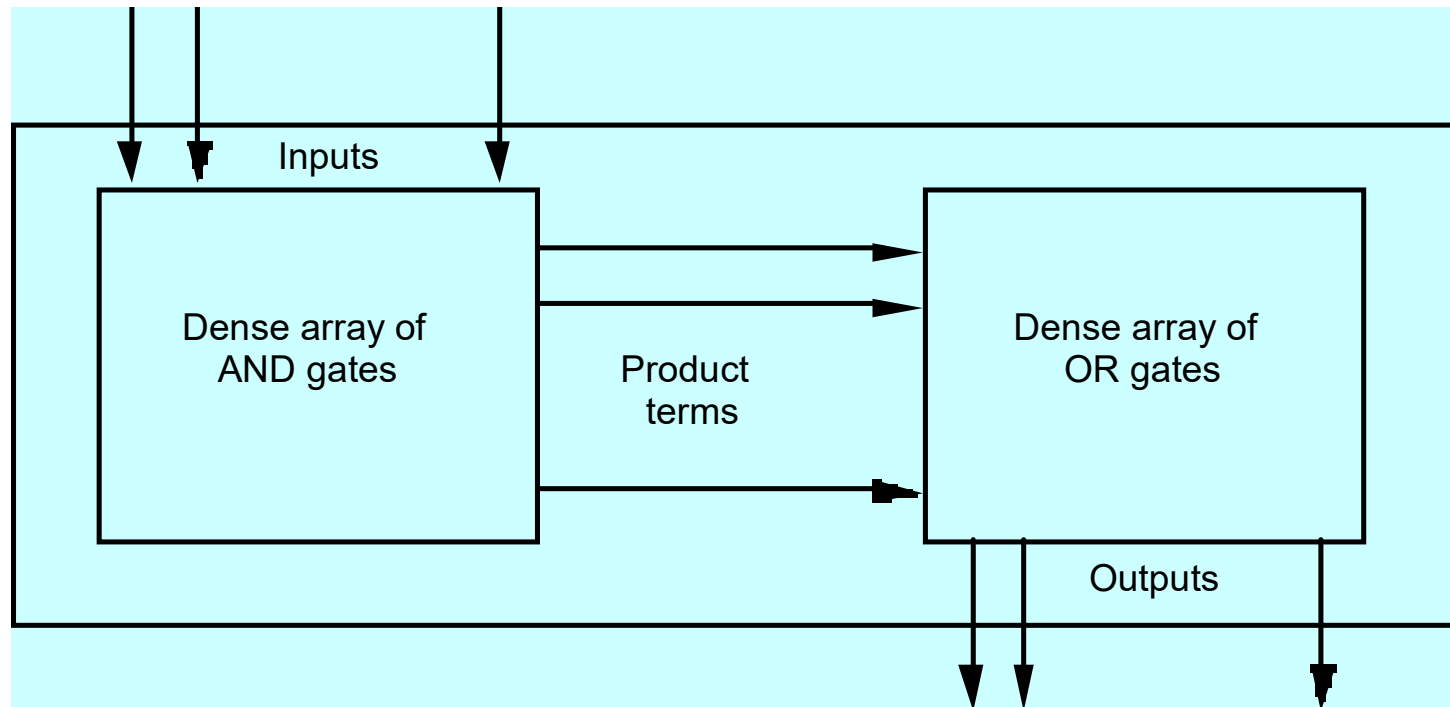 Inputs
Dense array of
AND gates
Product
terms
Dense array of
OR gates
Outputs